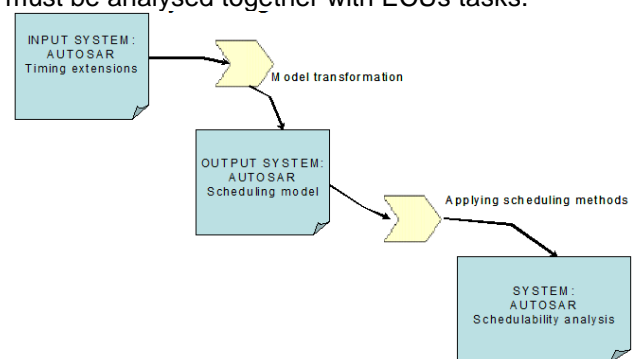 must be analysed together with ECUs tasks.
INPUT SYSTEM:
AUTOSAR
Timing extensions
Model transformation
OUTPUT SYSTEM:
AUTOSAR
Scheduling model
Applying scheduling methods
SYSTEM:
AUTOSAR
Schedulability analysis